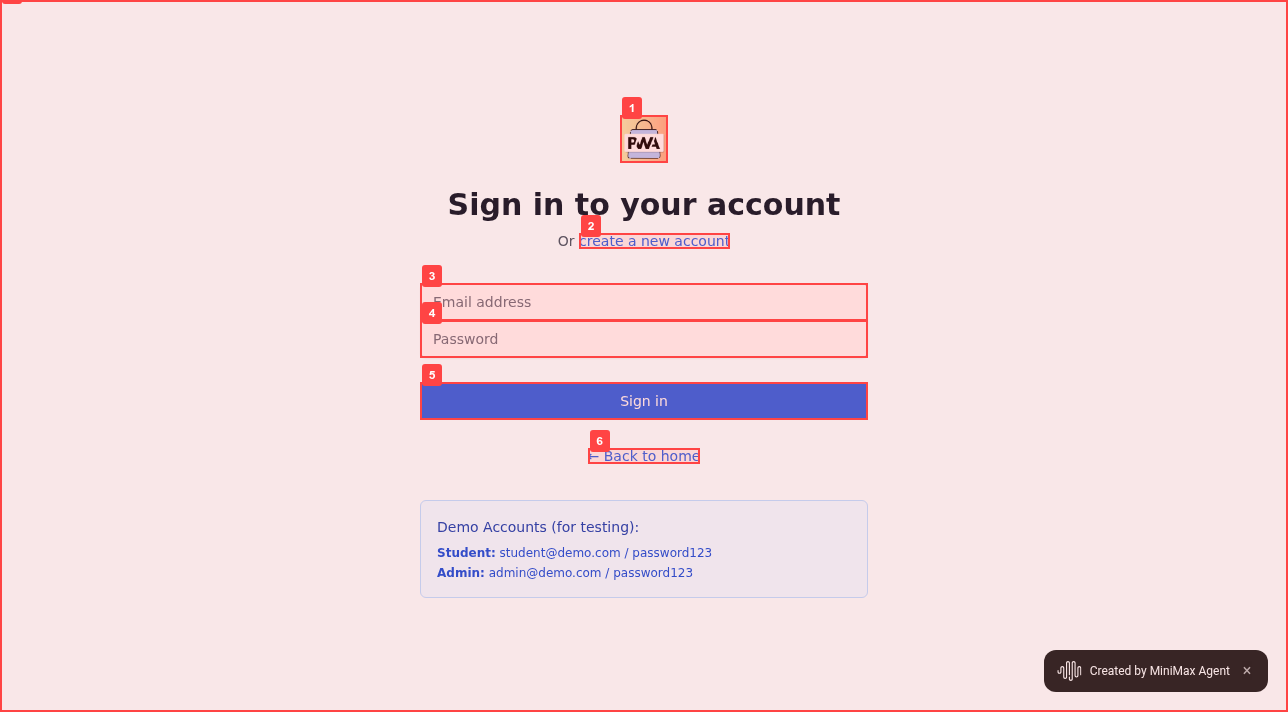 1
PWA
Sign in to your account
2
Or create a new account
3
Email address
4
Password
5
Sign in
6
← Back to home
Demo Accounts (for testing):
Student: student@demo.com / password123
Admin: admin@demo.com / password123
Created by MiniMax Agent ×